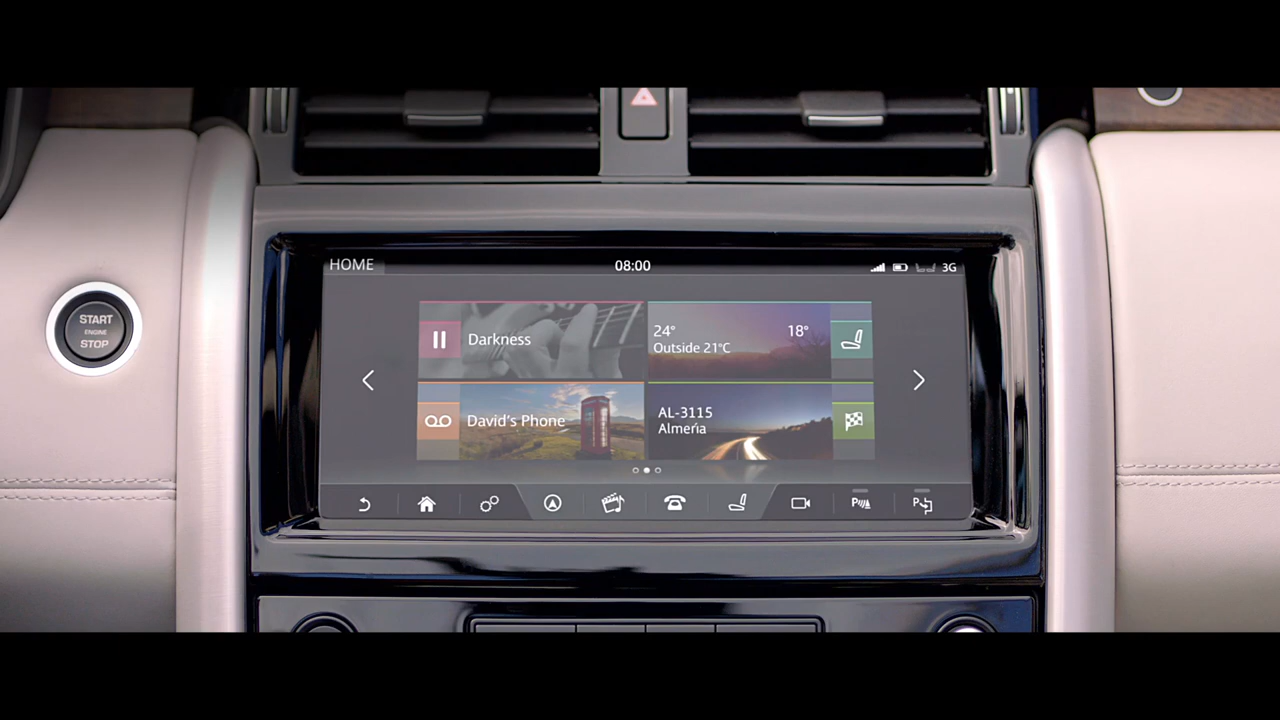 HOME
08:00
3G
START
ENGINE
STOP
Darkness
24°
18°
Outside 21°C
David's Phone
AL-3115
Almería
P
P